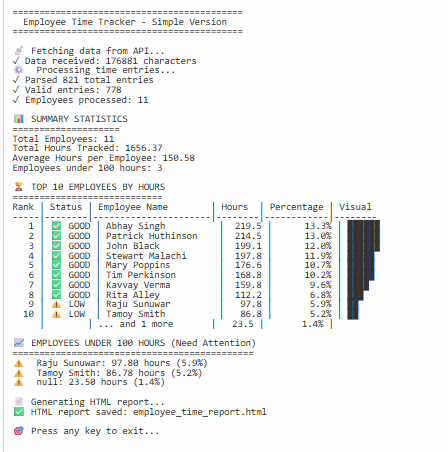 ===========================================
Employee Time Tracker - Simple Version
===========================================
🚀 Fetching data from API...
✓ Data received: 176881 characters
⚙️ Processing time entries...
✓ Parsed 821 total entries
✓ Valid entries: 778
✓ Employees processed: 11
📊 SUMMARY STATISTICS
====================
Total Employees: 11
Total Hours Tracked: 1656.37
Average Hours per Employee: 150.58
Employees under 100 hours: 3
🏆 TOP 10 EMPLOYEES BY HOURS
============================
Rank | Status | Employee Name | Hours | Percentage | Visual
1 | ✅ GOOD | Abhay Singh | 219.5 | 13.3% | ██████
2 | ✅ GOOD | Patrick Huthinson | 214.5 | 13.0% | ██████
3 | ✅ GOOD | John Black | 199.1 | 12.0% | ██████
4 | ✅ GOOD | Stewart Malachi | 197.8 | 11.9% | █████
5 | ✅ GOOD | Mary Poppins | 176.6 | 10.7% | █████
6 | ✅ GOOD | Tim Perkinson | 168.8 | 10.2% | █████
7 | ✅ GOOD | Kavvay Verma | 159.8 | 9.6% | ████
8 | ✅ GOOD | Rita Alley | 112.2 | 6.8% | ███
9 | ⚠️ LOW | Raju Sunuwar | 97.8 | 5.9% | ██
10 | ⚠️ LOW | Tamoy Smith | 86.8 | 5.2% | ██
| | ... and 1 more | 23.5 | 1.4% |
📈 EMPLOYEES UNDER 100 HOURS (Need Attention)
=============================================
⚠️ Raju Sunuwar: 97.80 hours (5.9%)
⚠️ Tamoy Smith: 86.78 hours (5.2%)
⚠️ null: 23.50 hours (1.4%)
📄 Generating HTML report...
✅ HTML report saved: employee_time_report.html
🎯 Press any key to exit...